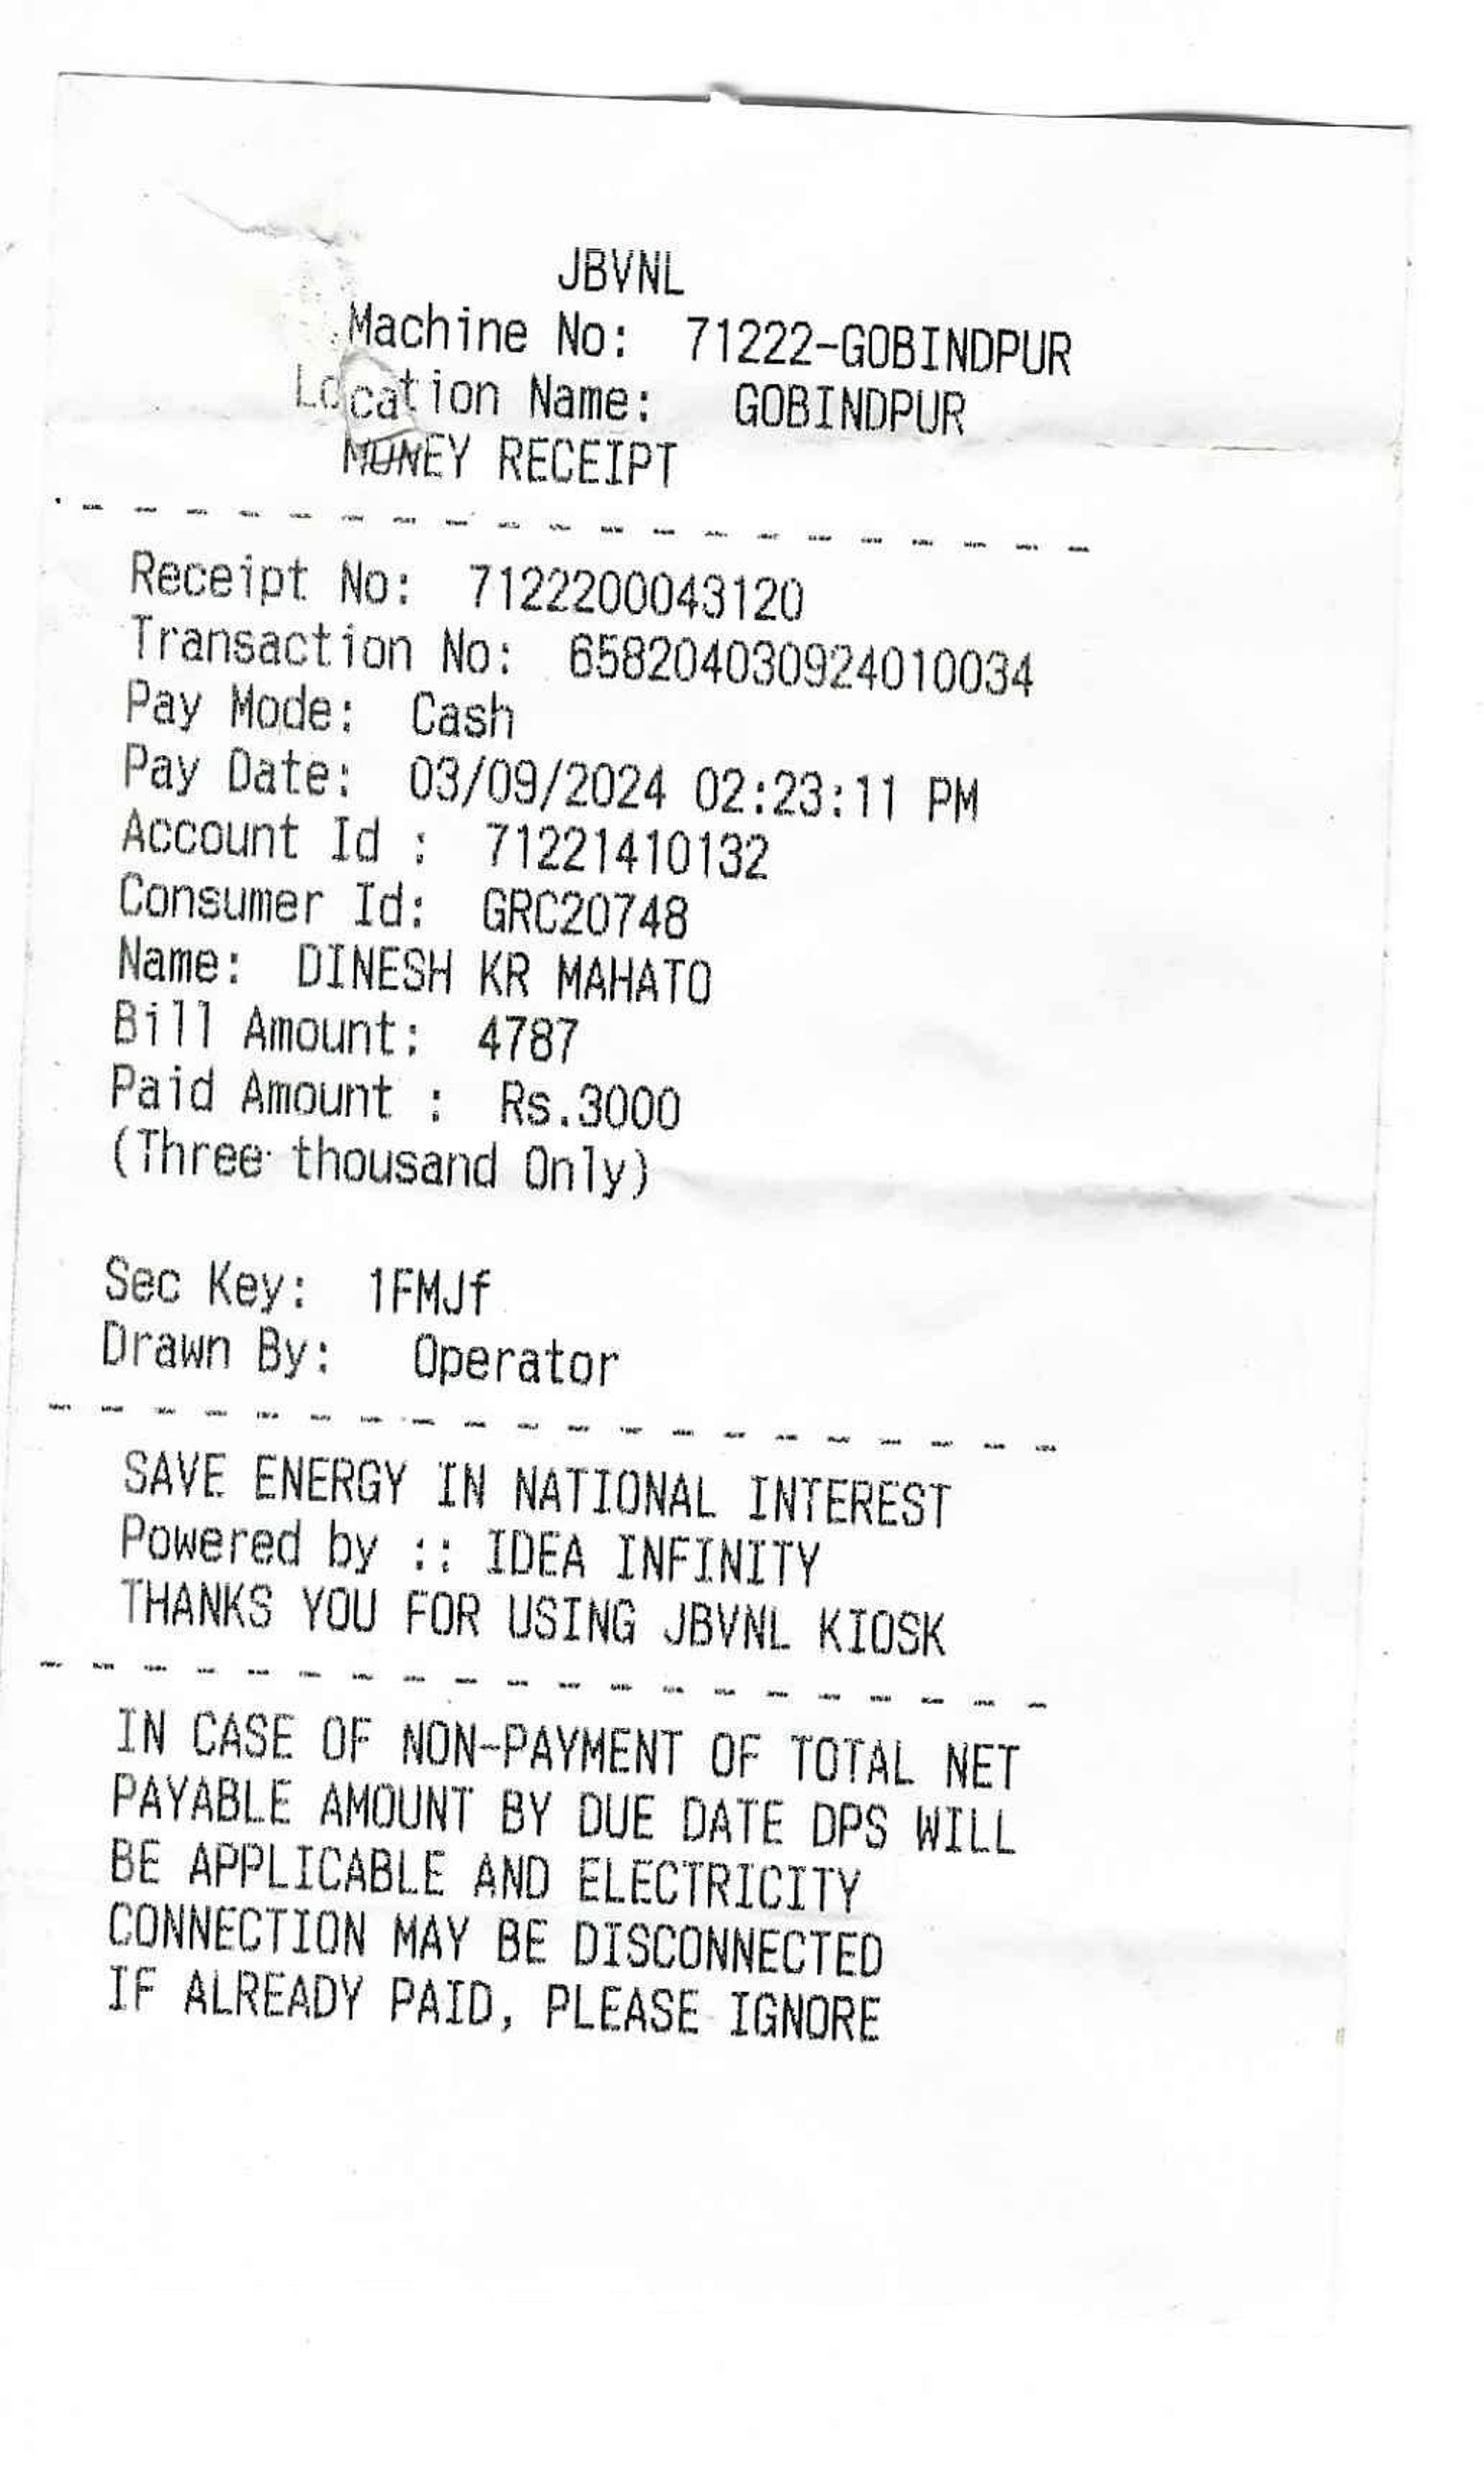 JBVNL
Machine No: 71222-GOBINDPUR
Location Name: GOBINDPUR
MONEY RECEIPT
- - - - - - - - - - - - - - - - - - - -
Receipt No: 7122200043120
Transaction No: 658204030924010034
Pay Mode: Cash
Pay Date: 03/09/2024 02:23:11 PM
Account Id : 71221410132
Consumer Id: GRC20748
Name: DINESH KR MAHATO
Bill Amount: 4787
Paid Amount : Rs.3000
(Three thousand Only)
Sec Key: 1FMJf
Drawn By: Operator
- - - - - - - - - - - - - - - - - - - -
SAVE ENERGY IN NATIONAL INTEREST
Powered by :: IDEA INFINITY
THANKS YOU FOR USING JBVNL KIOSK
- - - - - - - - - - - - - - - - - - - -
IN CASE OF NON-PAYMENT OF TOTAL NET
PAYABLE AMOUNT BY DUE DATE DPS WILL
BE APPLICABLE AND ELECTRICITY
CONNECTION MAY BE DISCONNECTED
IF ALREADY PAID, PLEASE IGNORE